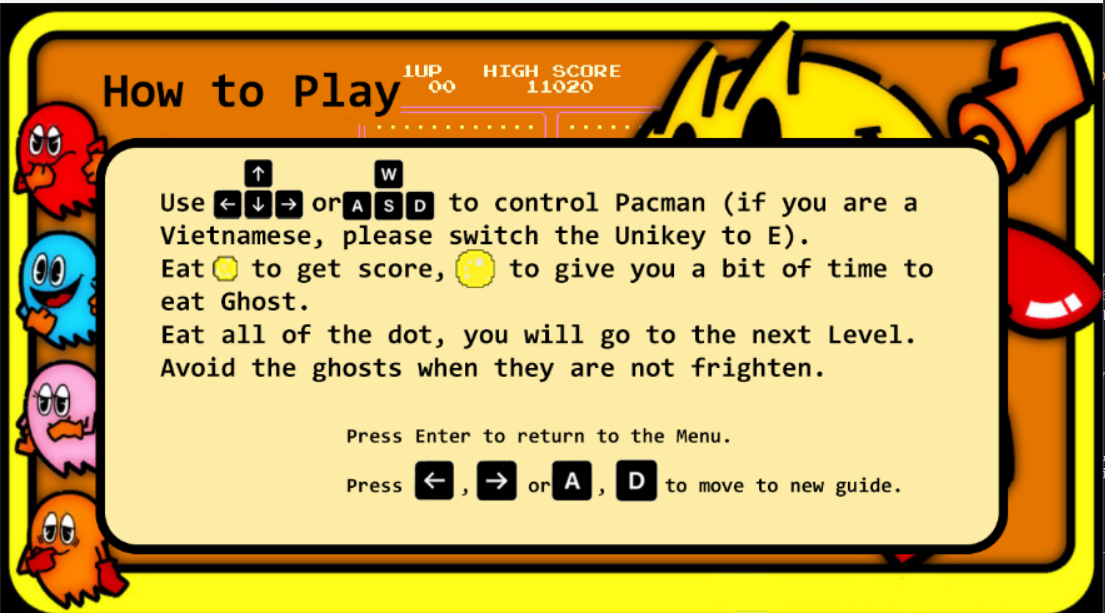 How to Play
1UP HIGH SCORE
00 11020
↑ W
Use ← ↓ → or A S D to control Pacman (if you are a
Vietnamese, please switch the Unikey to E).
Eat to get score, to give you a bit of time to
eat Ghost.
Eat all of the dot, you will go to the next Level.
Avoid the ghosts when they are not frighten.
Press Enter to return to the Menu.
Press ← , → or A , D to move to new guide.